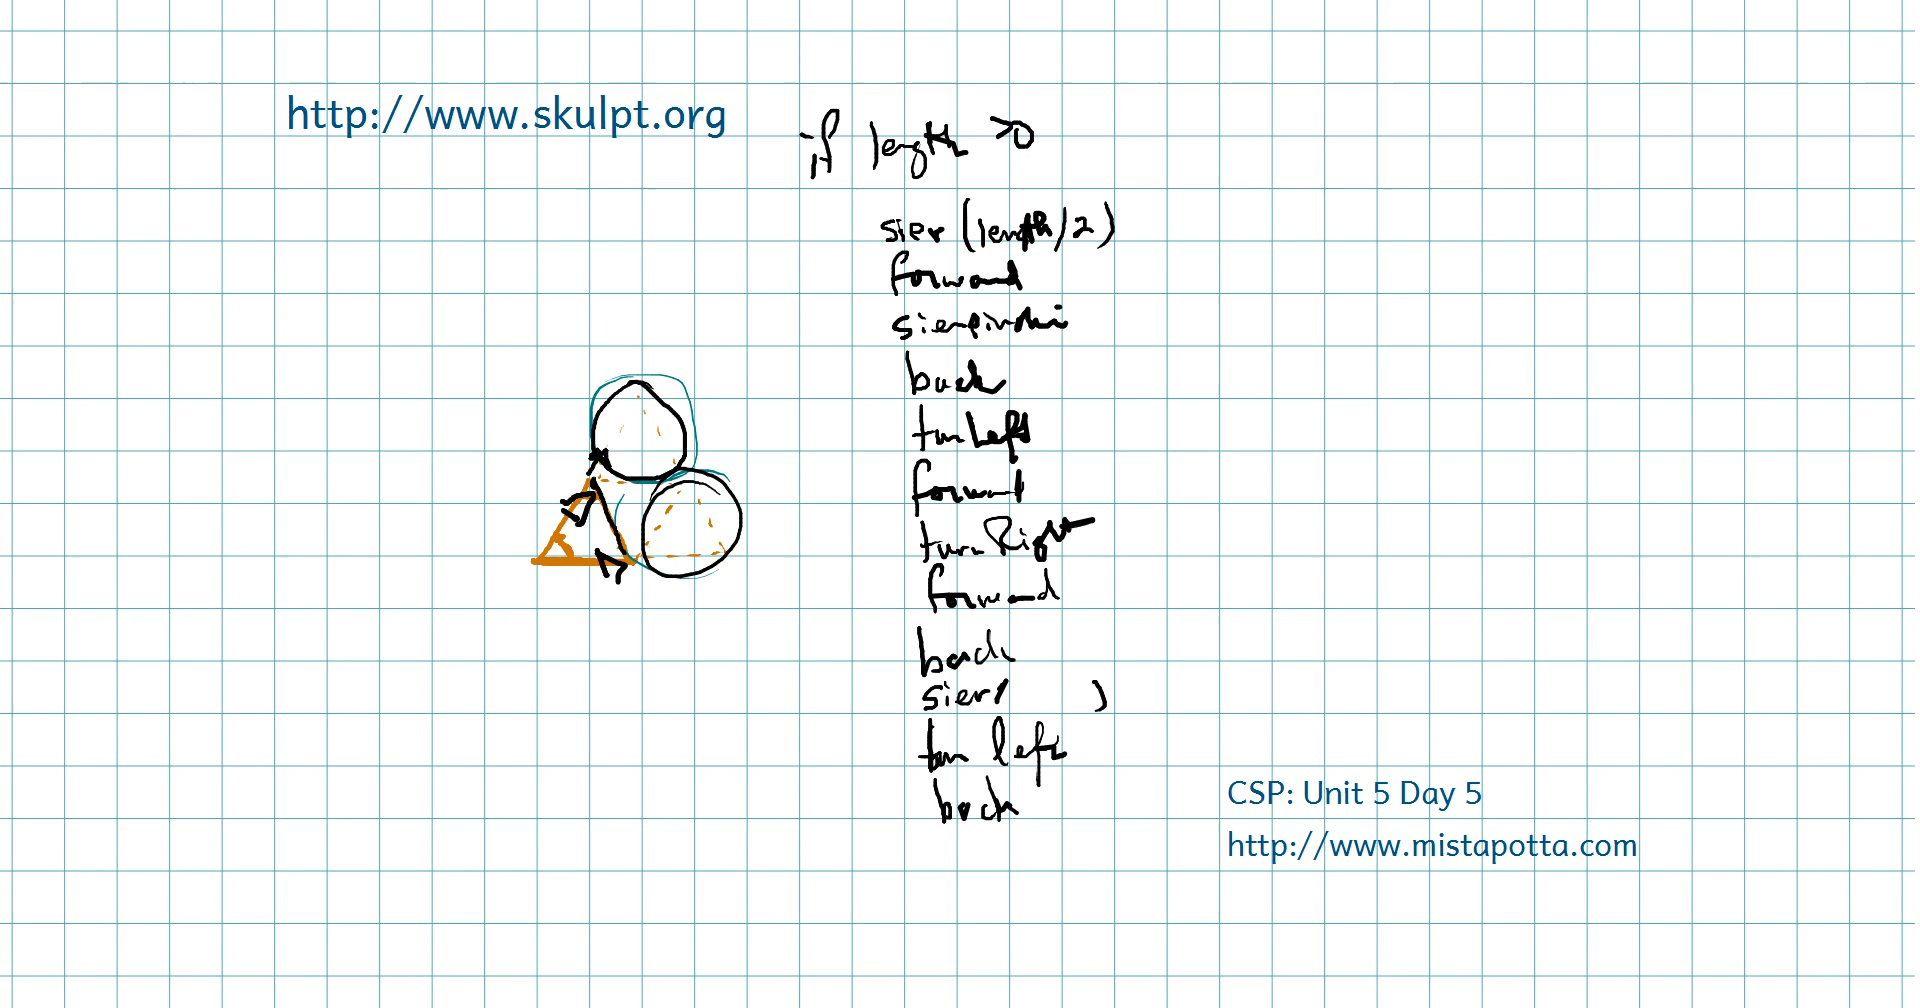 http://www.skulpt.org
if length >0
sier (length/2)
forward
sierpinski
back
turn Left
forward
turn Right
forward
back
sier( )
turn left
back
CSP: Unit 5 Day 5
http://www.mistapotta.com